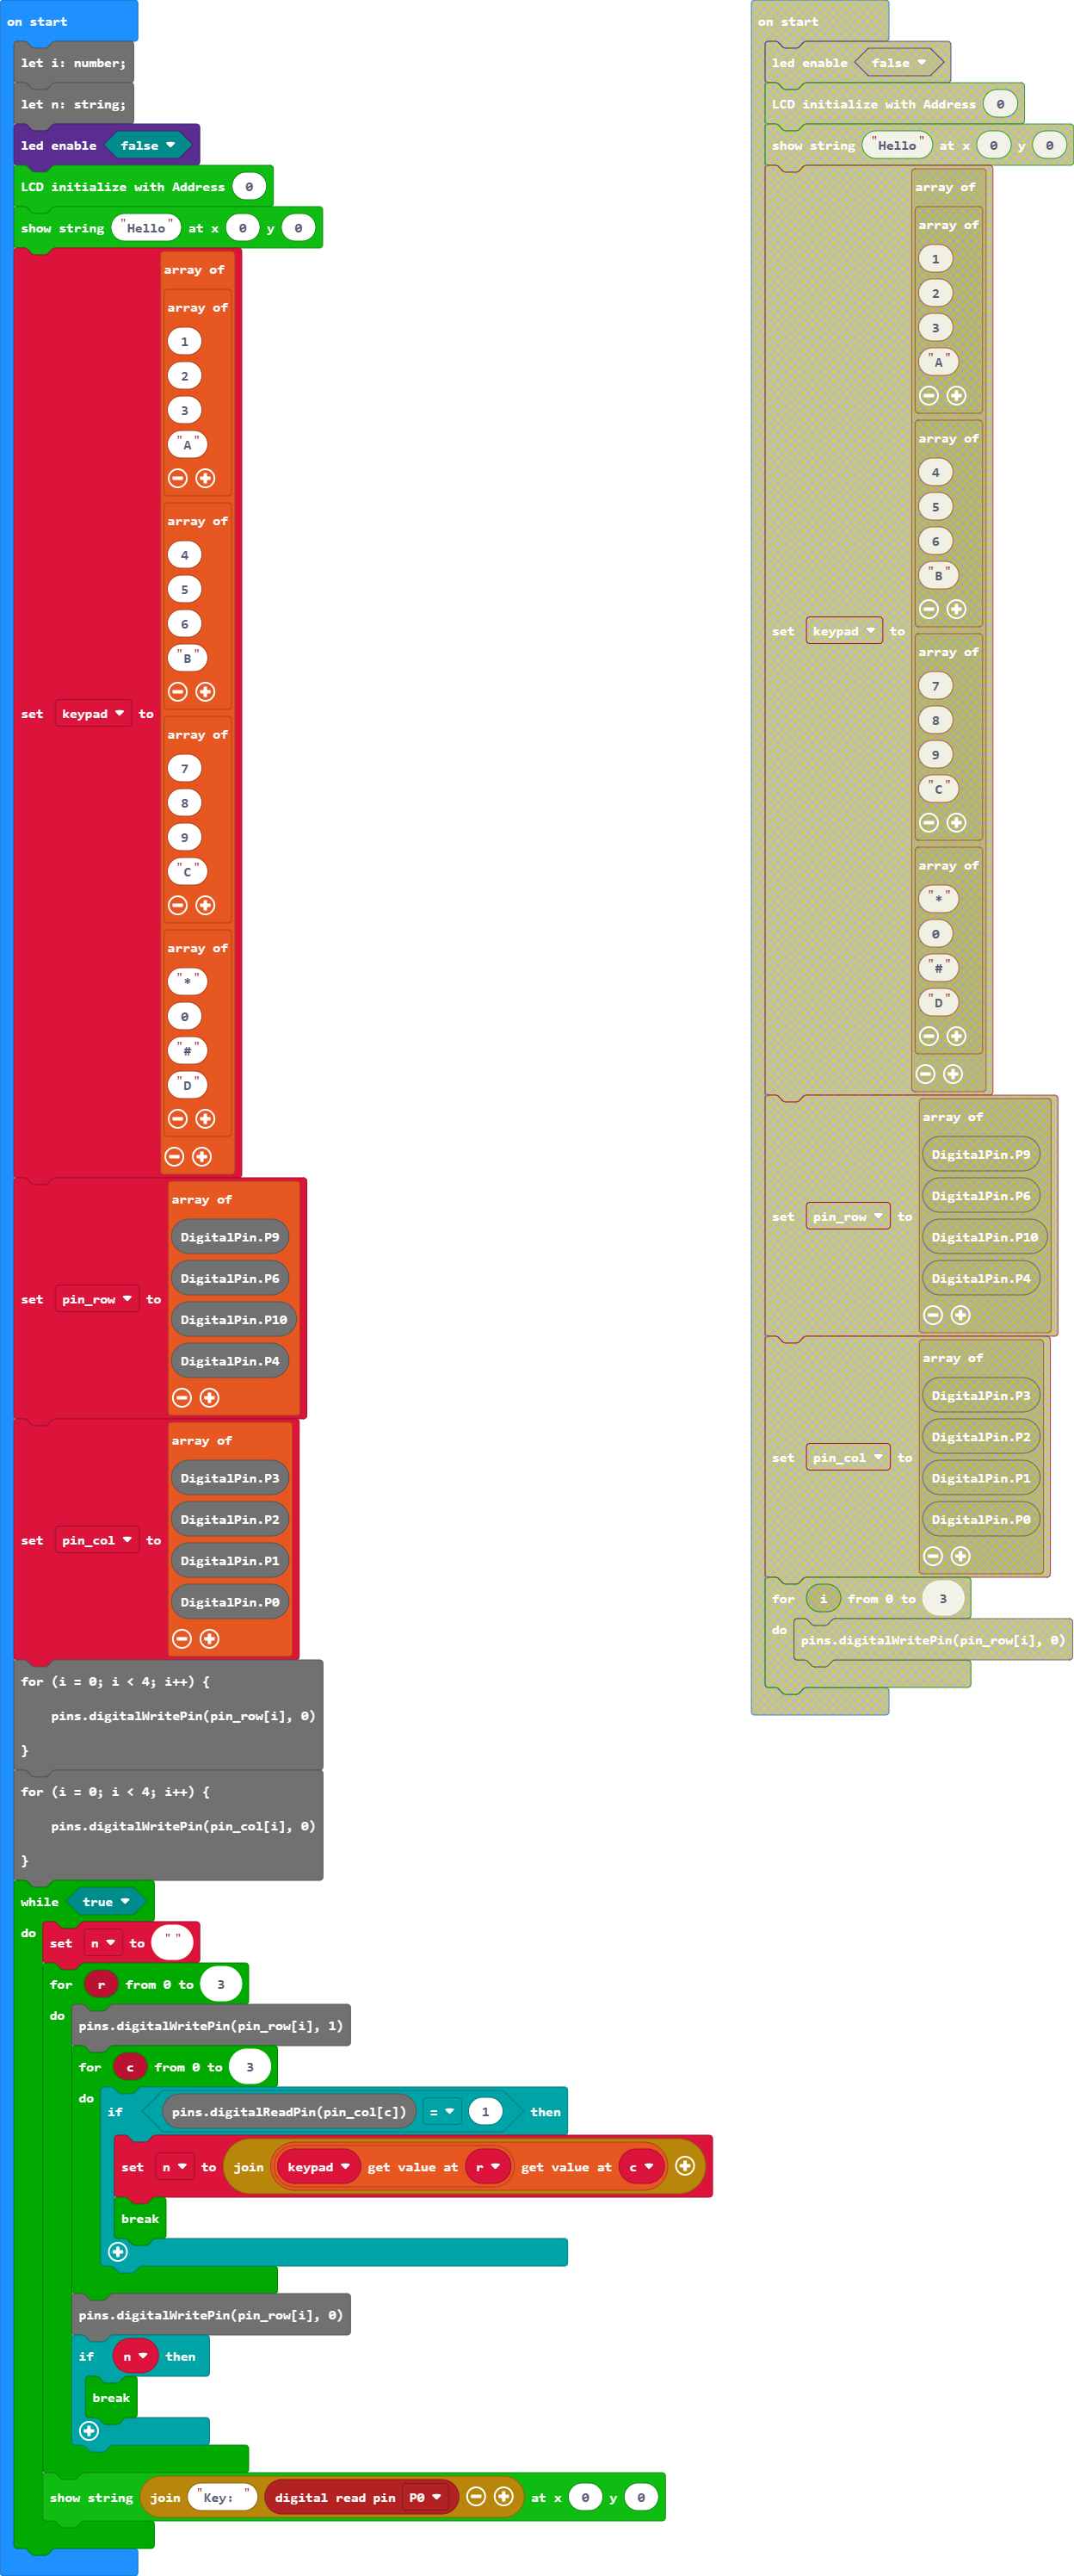 on start
let i: number;
let n: string;
led enable false
LCD initialize with Address 0
show string "Hello" at x 0 y 0
set keypad to
array of
array of
1
2
3
"A"
array of
4
5
6
"B"
array of
7
8
9
"C"
array of
"*"
0
"#"
"D"
set pin_row to
array of
DigitalPin.P9
DigitalPin.P6
DigitalPin.P10
DigitalPin.P4
set pin_col to
array of
DigitalPin.P3
DigitalPin.P2
DigitalPin.P1
DigitalPin.P0
for (i = 0; i < 4; i++) {
pins.digitalWritePin(pin_row[i], 0)
}
for (i = 0; i < 4; i++) {
pins.digitalWritePin(pin_col[i], 0)
}
while true
do
set n to ""
for r from 0 to 3
do
pins.digitalWritePin(pin_row[i], 1)
for c from 0 to 3
do
if pins.digitalReadPin(pin_col[c]) = 1 then
set n to join keypad get value at r get value at c
break
pins.digitalWritePin(pin_row[i], 0)
if n then
break
show string join "Key: " digital read pin P0 at x 0 y 0
on start
led enable false
LCD initialize with Address 0
show string "Hello" at x 0 y 0
set keypad to
array of
array of
1
2
3
"A"
array of
4
5
6
"B"
array of
7
8
9
"C"
array of
"*"
0
"#"
"D"
set pin_row to
array of
DigitalPin.P9
DigitalPin.P6
DigitalPin.P10
DigitalPin.P4
set pin_col to
array of
DigitalPin.P3
DigitalPin.P2
DigitalPin.P1
DigitalPin.P0
for i from 0 to 3
do
pins.digitalWritePin(pin_row[i], 0)